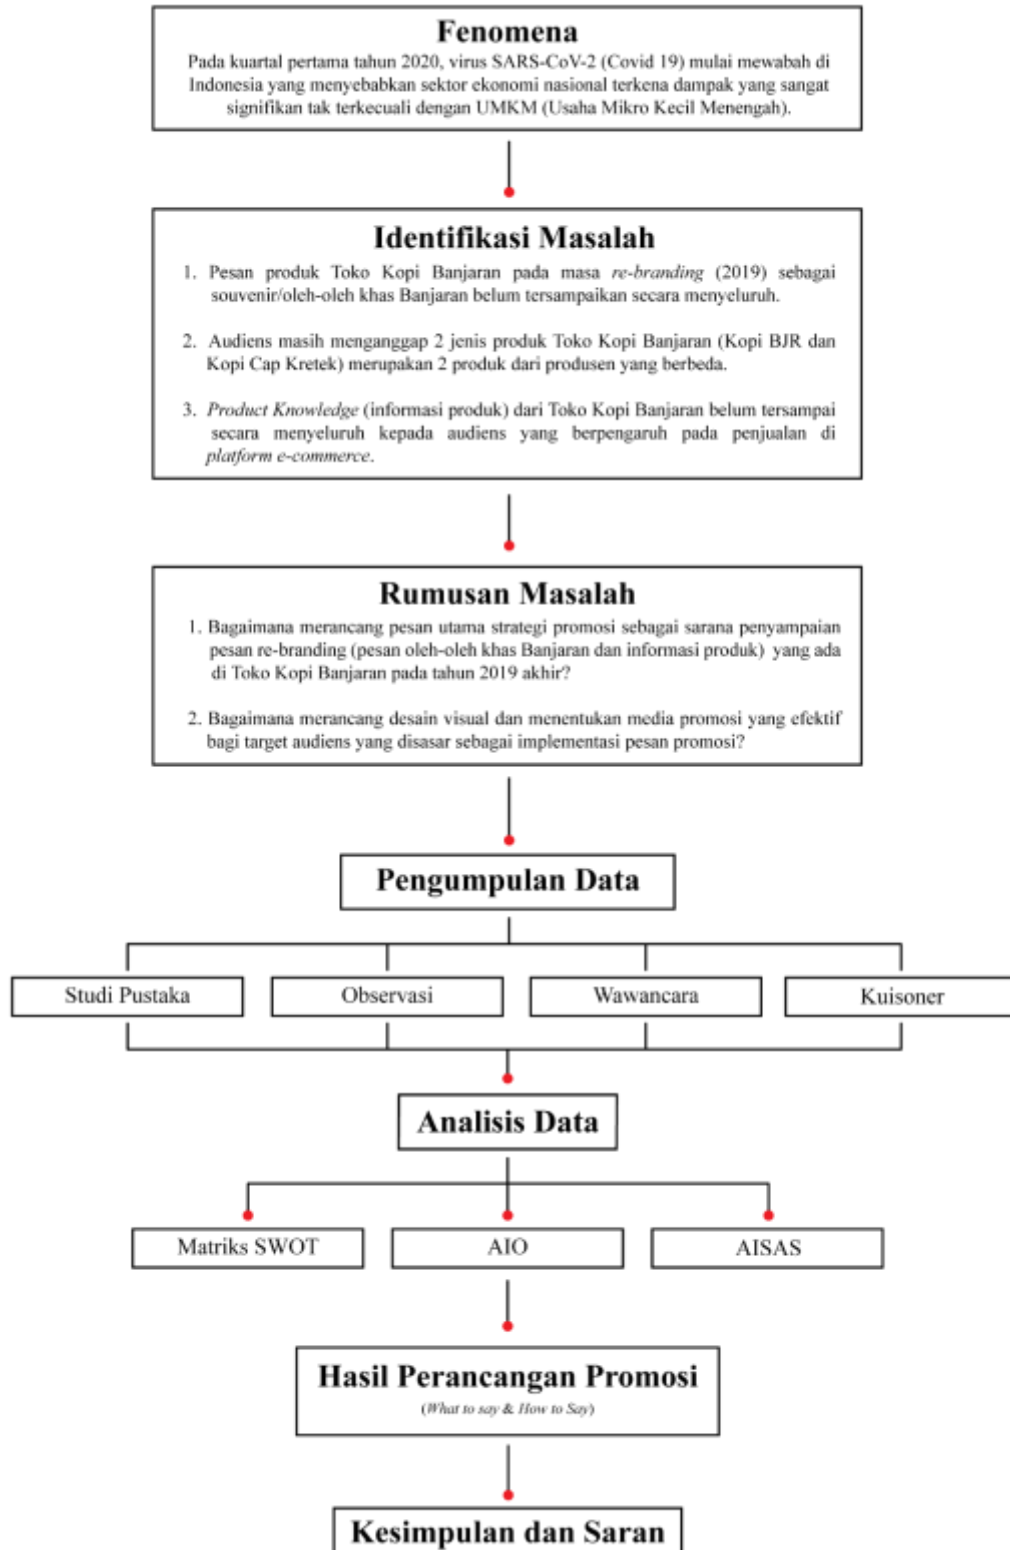 Fenomena
Pada kuartal pertama tahun 2020, virus SARS-CoV-2 (Covid 19) mulai mewabah di
Indonesia yang menyebabkan sektor ekonomi nasional terkena dampak yang sangat
signifikan tak terkecuali dengan UMKM (Usaha Mikro Kecil Menengah).
Identifikasi Masalah
1. Pesan produk Toko Kopi Banjaran pada masa re-branding (2019) sebagai
souvenir/oleh-oleh khas Banjaran belum tersampaikan secara menyeluruh.
2. Audiens masih menganggap 2 jenis produk Toko Kopi Banjaran (Kopi BJR dan
Kopi Cap Kretek) merupakan 2 produk dari produsen yang berbeda.
3. Product Knowledge (informasi produk) dari Toko Kopi Banjaran belum tersampai
secara menyeluruh kepada audiens yang berpengaruh pada penjualan di
platform e-commerce.
Rumusan Masalah
1. Bagaimana merancang pesan utama strategi promosi sebagai sarana penyampaian
pesan re-branding (pesan oleh-oleh khas Banjaran dan informasi produk) yang ada
di Toko Kopi Banjaran pada tahun 2019 akhir?
2. Bagaimana merancang desain visual dan menentukan media promosi yang efektif
bagi target audiens yang disasar sebagai implementasi pesan promosi?
Pengumpulan Data
Studi Pustaka
Observasi
Wawancara
Kuisoner
Analisis Data
Matriks SWOT
AIO
AISAS
Hasil Perancangan Promosi
(What to say & How to Say)
Kesimpulan dan Saran